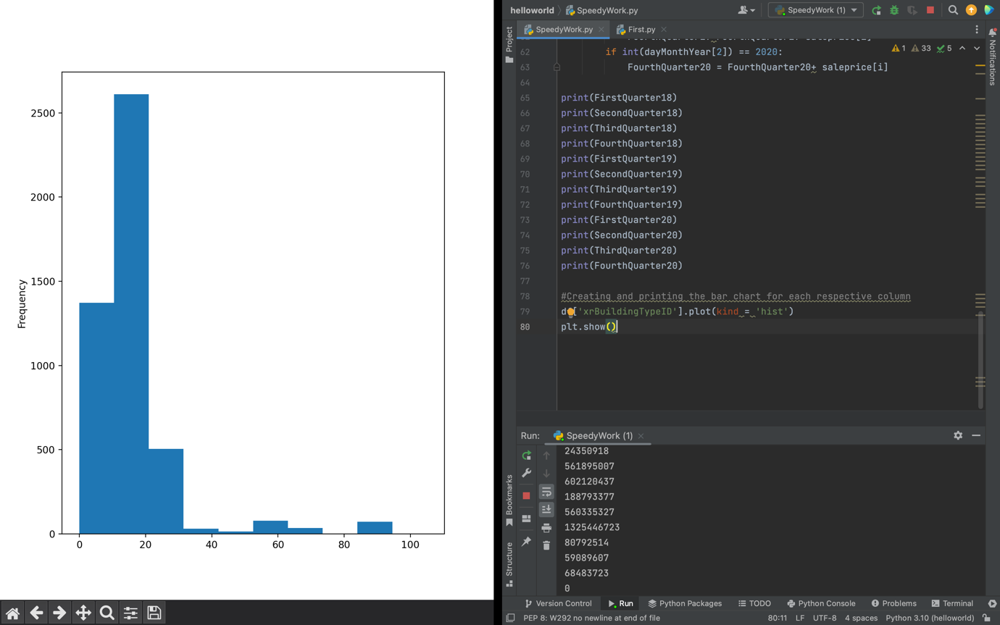 2500
2000
1500
1000
500
0
Frequency
0 20 40 60 80 100
helloworld SpeedyWork.py SpeedyWork (1)
SpeedyWork.py First.py
Project
Notifications
1 33 5
62 if int(dayMonthYear[2]) == 2020:
63 FourthQuarter20 = FourthQuarter20+ saleprice[i]
64
65 print(FirstQuarter18)
66 print(SecondQuarter18)
67 print(ThirdQuarter18)
68 print(FourthQuarter18)
69 print(FirstQuarter19)
70 print(SecondQuarter19)
71 print(ThirdQuarter19)
72 print(FourthQuarter19)
73 print(FirstQuarter20)
74 print(SecondQuarter20)
75 print(ThirdQuarter20)
76 print(FourthQuarter20)
77
78 #Creating and printing the bar chart for each respective column
79 ['xrBuildingTypeID'].plot(kind = 'hist')
80 plt.show()
Run: SpeedyWork (1)
24350918
561895007
602120437
188793377
560335327
1325446723
80792514
59089607
68483723
0
Bookmarks
Structure
Version Control Run Python Packages TODO Python Console Problems Terminal
PEP 8: W292 no newline at end of file 80:11 LF UTF-8 4 spaces Python 3.10 (helloworld)